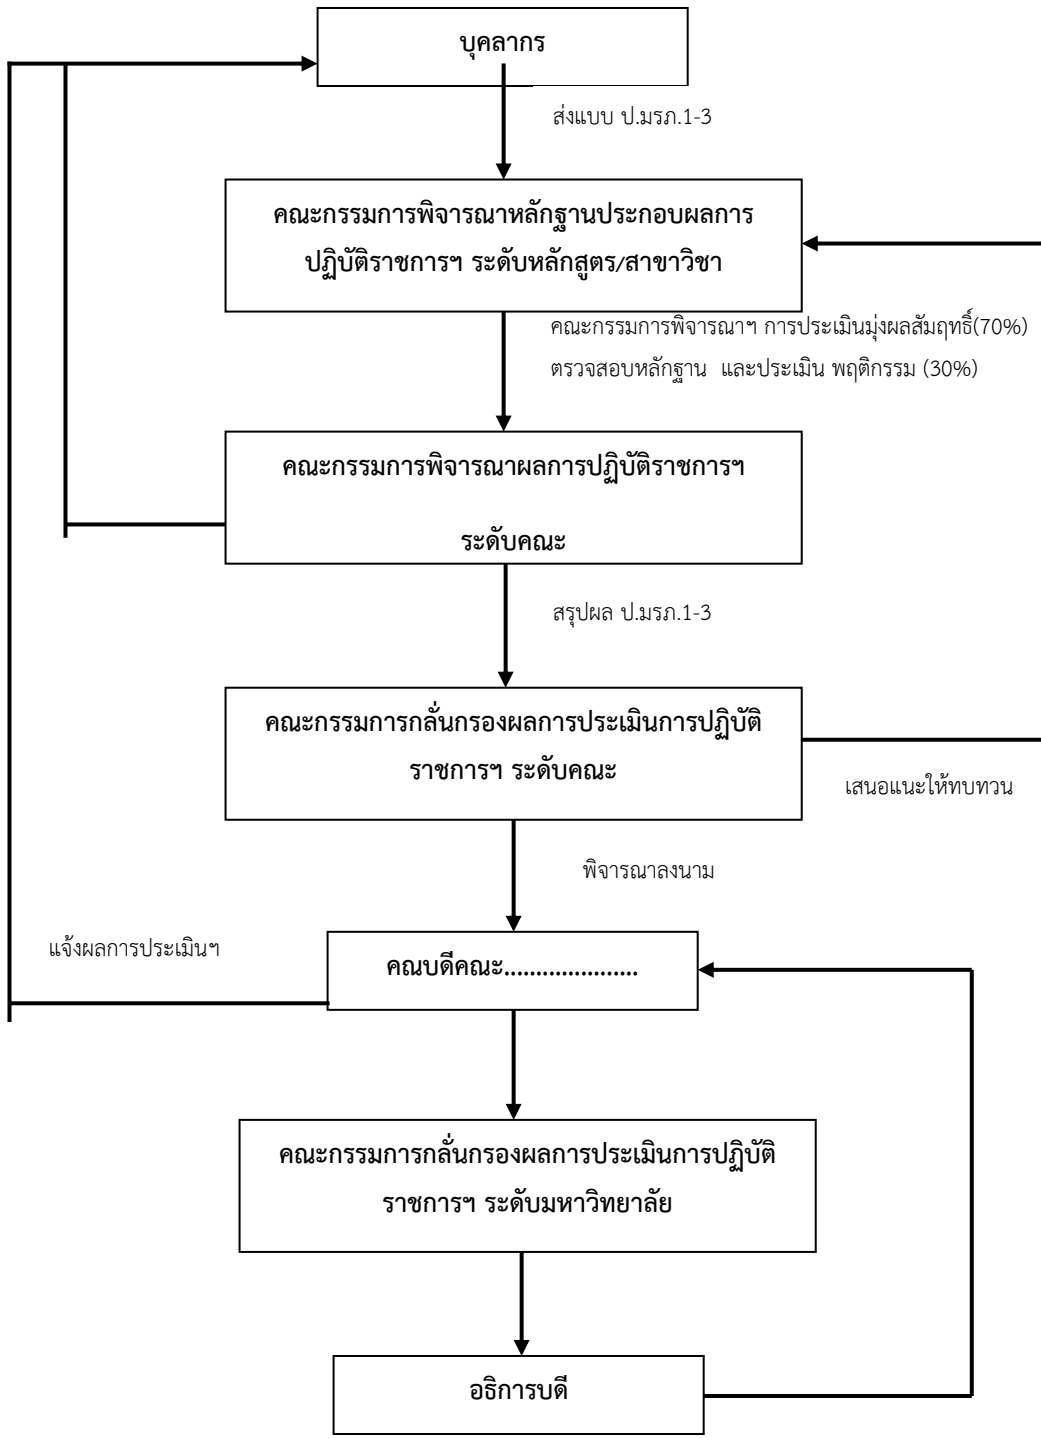 บุคลากร
ส่งแบบ ป.มรภ.1-3
คณะกรรมการพิจารณาหลักฐานประกอบผลการ
ปฏิบัติราชการฯ ระดับหลักสูตร/สาขาวิชา
คณะกรรมการพิจารณาฯ การประเมินมุ่งผลสัมฤทธิ์(70%)
ตรวจสอบหลักฐาน และประเมิน พฤติกรรม (30%)
คณะกรรมการพิจารณาผลการปฏิบัติราชการฯ
ระดับคณะ
สรุปผล ป.มรภ.1-3
คณะกรรมการกลั่นกรองผลการประเมินการปฏิบัติ
ราชการฯ ระดับคณะ
เสนอแนะให้ทบทวน
พิจารณาลงนาม
แจ้งผลการประเมินฯ
คณบดีคณะ.....................
คณะกรรมการกลั่นกรองผลการประเมินการปฏิบัติ
ราชการฯ ระดับมหาวิทยาลัย
อธิการบดี